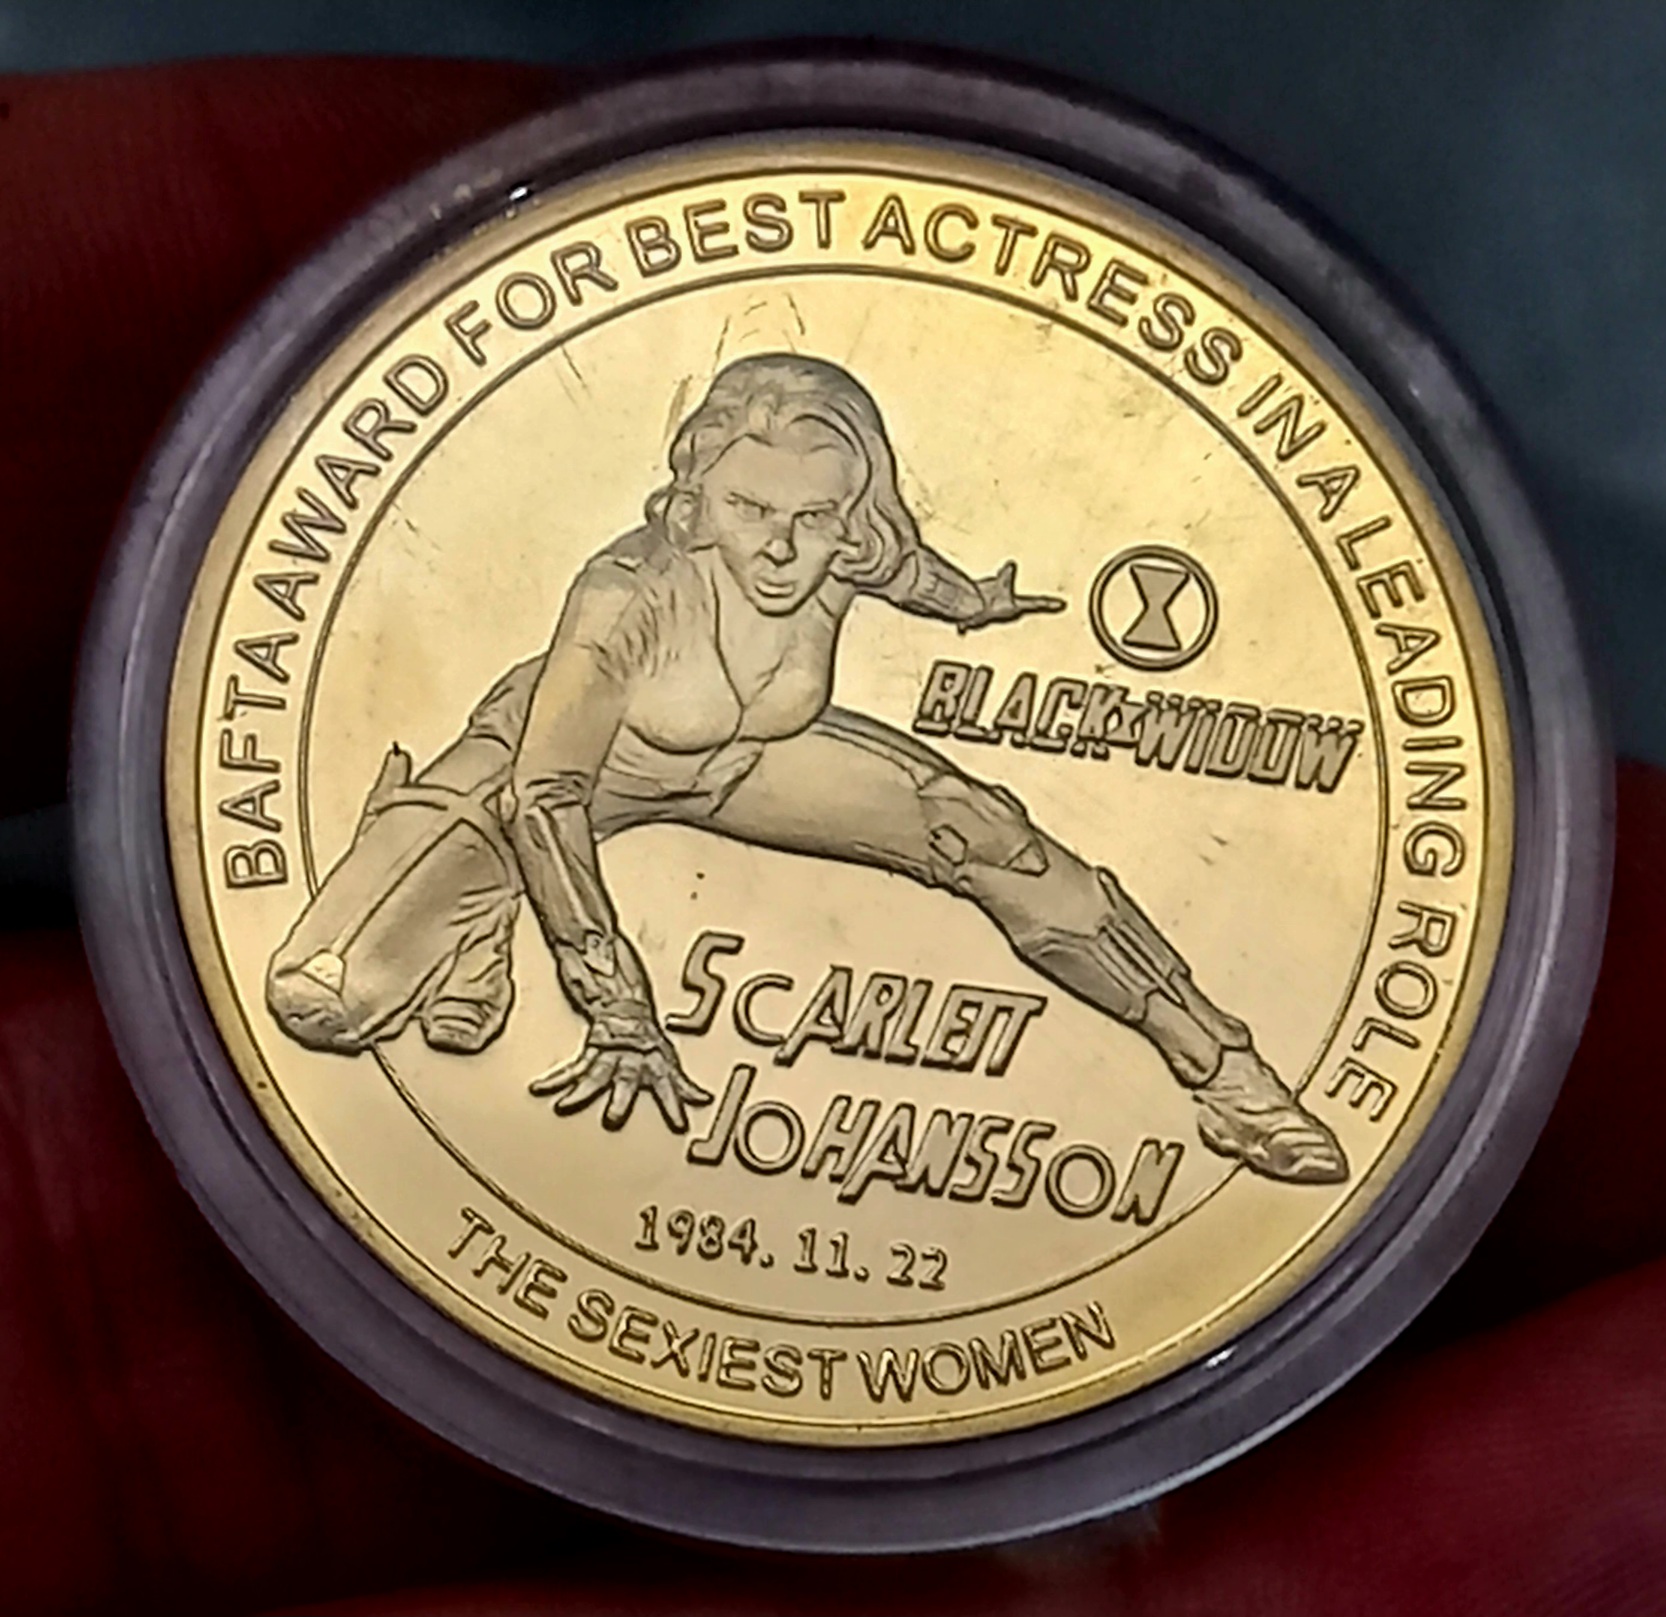 BAFTA AWARD FOR BEST ACTRESS IN A LEADING ROLE
BLACK WIDOW
SCARLETT
JOHANSSON
1984. 11. 22
THE SEXIEST WOMEN